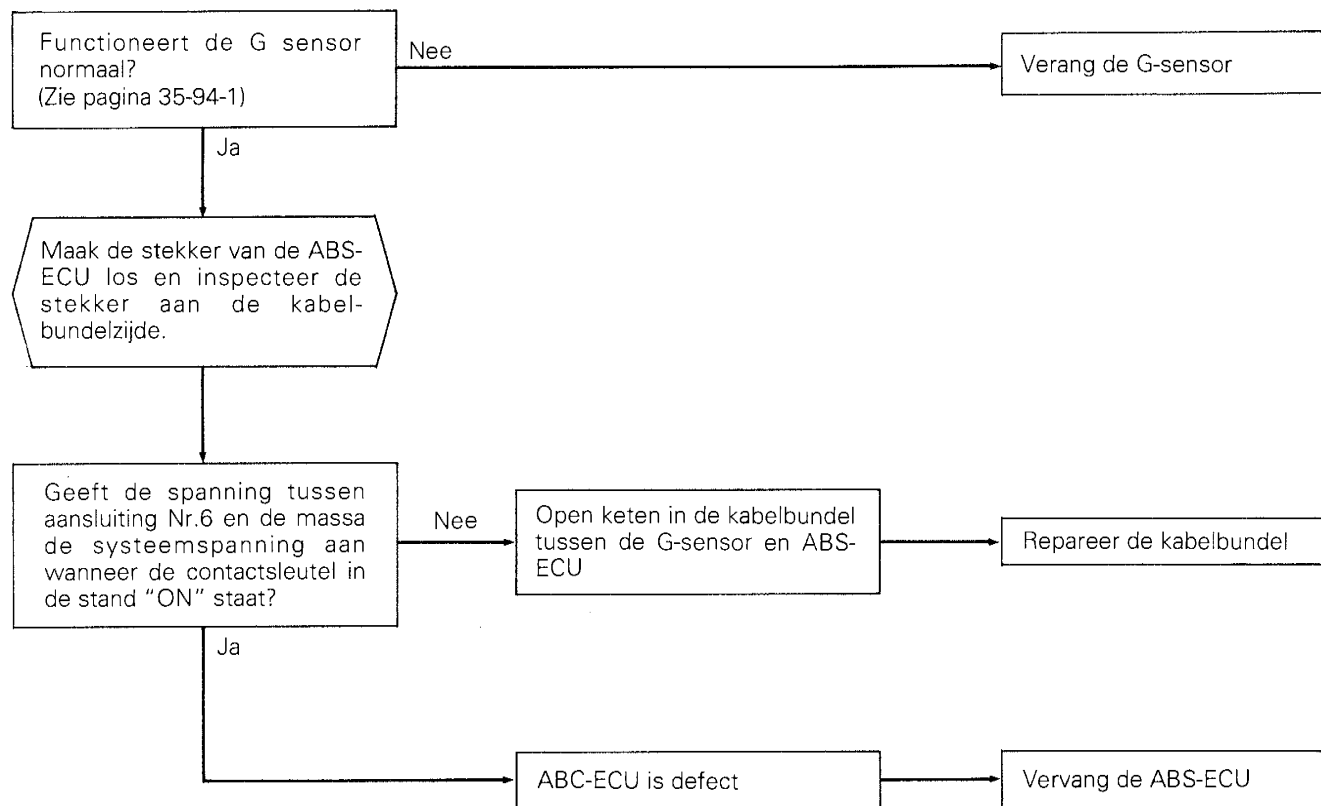 Functioneert de G sensor
normaal?
(Zie pagina 35-94-1)
Nee
Verang de G-sensor
Ja
Maak de stekker van de ABS-
ECU los en inspecteer de
stekker aan de kabel-
bundelzijde.
Geeft de spanning tussen
aansluiting Nr.6 en de massa
de systeemspanning aan
wanneer de contactsleutel in
de stand “ON” staat?
Nee
Open keten in de kabelbundel
tussen de G-sensor en ABS-
ECU
Repareer de kabelbundel
Ja
ABC-ECU is defect
Vervang de ABS-ECU